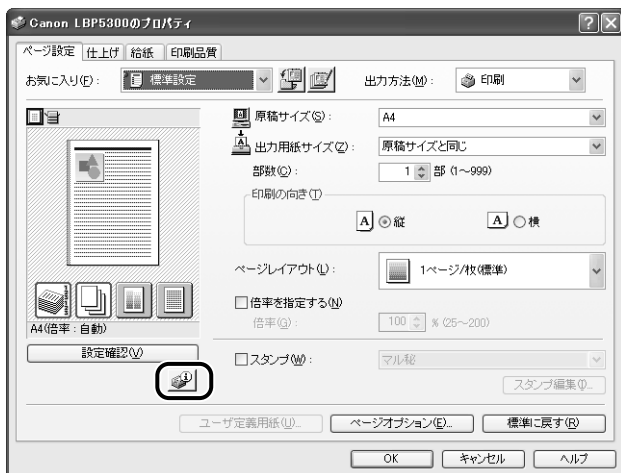 Canon LBP5300のプロパティ
ページ設定 仕上げ 給紙 印刷品質
お気に入り(F): 標準設定 出力方法(M): 印刷
原稿サイズ(S): A4
出力用紙サイズ(Z): 原稿サイズと同じ
部数(C): 1 部 (1～999)
印刷の向き(T)
A 縦 A 横
ページレイアウト(L): 1ページ/枚(標準)
倍率を指定する(N)
倍率(G): 100 % (25～200)
A4(倍率:自動)
設定確認(V)
スタンプ(W): マル秘
スタンプ編集(I)...
ユーザ定義用紙(U)... ページオプション(E)... 標準に戻す(R)
OK キャンセル ヘルプ